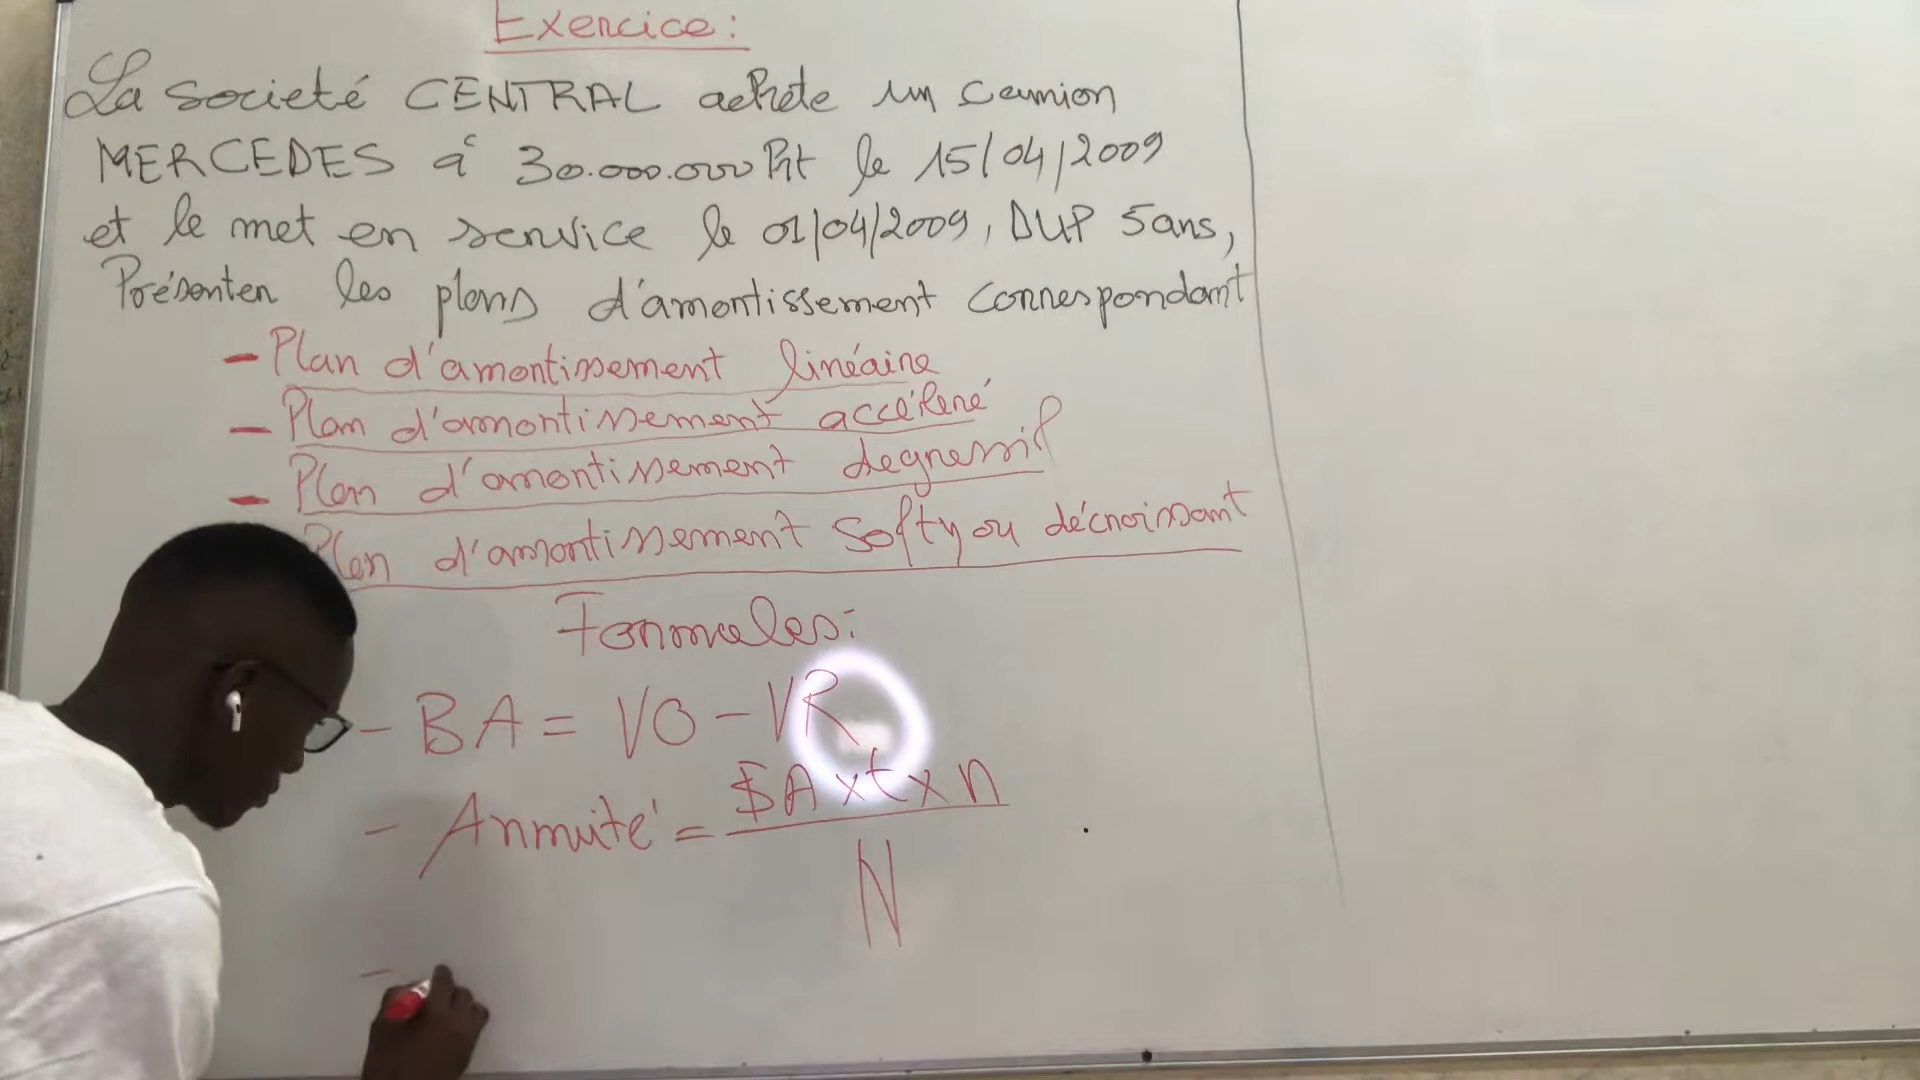 Exercice :
La societé CENTRAL achète un camion
MERCEDES à 30.000.000 Prt le 15/04/2009
et le met en service le 01/04/2009, DUP 5ans,
Présenter les plans d'amortissement correspondant
- Plan d'amortissement linéaire
- Plan d'amortissement accéléré
- Plan d'amortissement degressif
Plan d'amortissement Softy ou décroissant
Formules :
- BA = VO - VR
- Annuité = BA x t x n
N
-